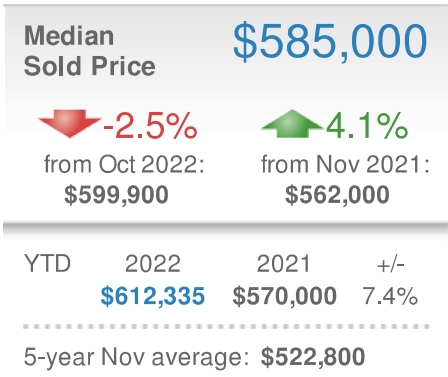 Median $585,000
Sold Price
-2.5% 4.1%
from Oct 2022: from Nov 2021:
$599,900 $562,000
YTD 2022 2021 +/-
$612,335 $570,000 7.4%
5-year Nov average: $522,800